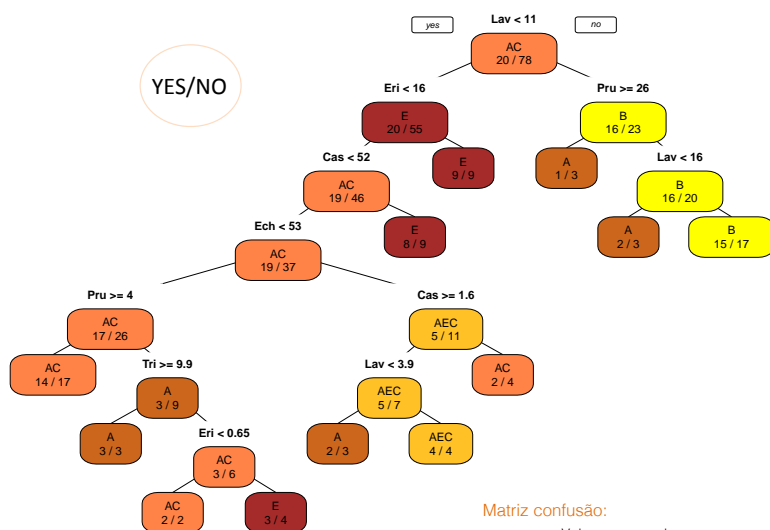 Lav < 11
yes
no
AC
20 / 78
YES/NO
Eri < 16
Pru >= 26
E
20 / 55
B
16 / 23
Cas < 52
Lav < 16
E
9 / 9
A
1 / 3
AC
19 / 46
B
16 / 20
Ech < 53
E
8 / 9
A
2 / 3
B
15 / 17
AC
19 / 37
Pru >= 4
Cas >= 1.6
AC
17 / 26
AEC
5 / 11
AC
14 / 17
Tri >= 9.9
Lav < 3.9
AC
2 / 4
A
3 / 9
AEC
5 / 7
A
3 / 3
Eri < 0.65
A
2 / 3
AEC
4 / 4
AC
3 / 6
AC
2 / 2
E
3 / 4
Matriz confusão: